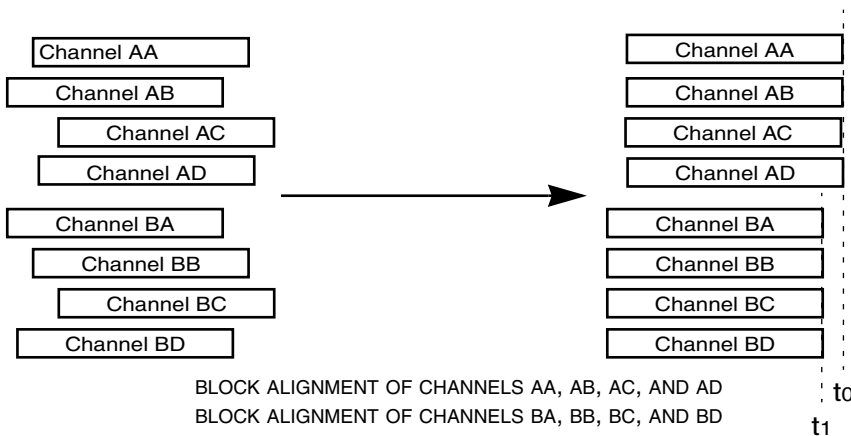 Channel AA
Channel AB
Channel AC
Channel AD
Channel BA
Channel BB
Channel BC
Channel BD
Channel AA
Channel AB
Channel AC
Channel AD
Channel BA
Channel BB
Channel BC
Channel BD
BLOCK ALIGNMENT OF CHANNELS AA, AB, AC, AND AD
BLOCK ALIGNMENT OF CHANNELS BA, BB, BC, AND BD
t0
t1